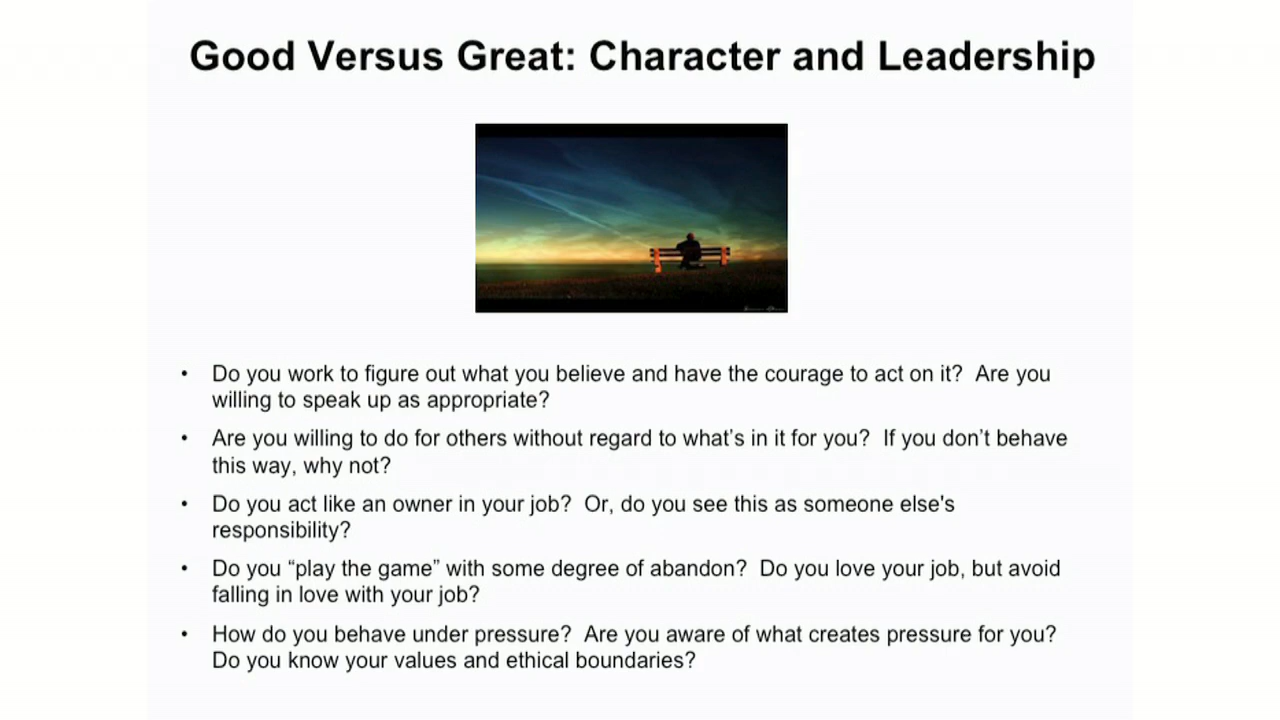 Good Versus Great: Character and Leadership
• Do you work to figure out what you believe and have the courage to act on it?  Are you
willing to speak up as appropriate?
• Are you willing to do for others without regard to what’s in it for you?  If you don’t behave
this way, why not?
• Do you act like an owner in your job?  Or, do you see this as someone else's
responsibility?
• Do you “play the game” with some degree of abandon?  Do you love your job, but avoid
falling in love with your job?
• How do you behave under pressure?  Are you aware of what creates pressure for you?
Do you know your values and ethical boundaries?